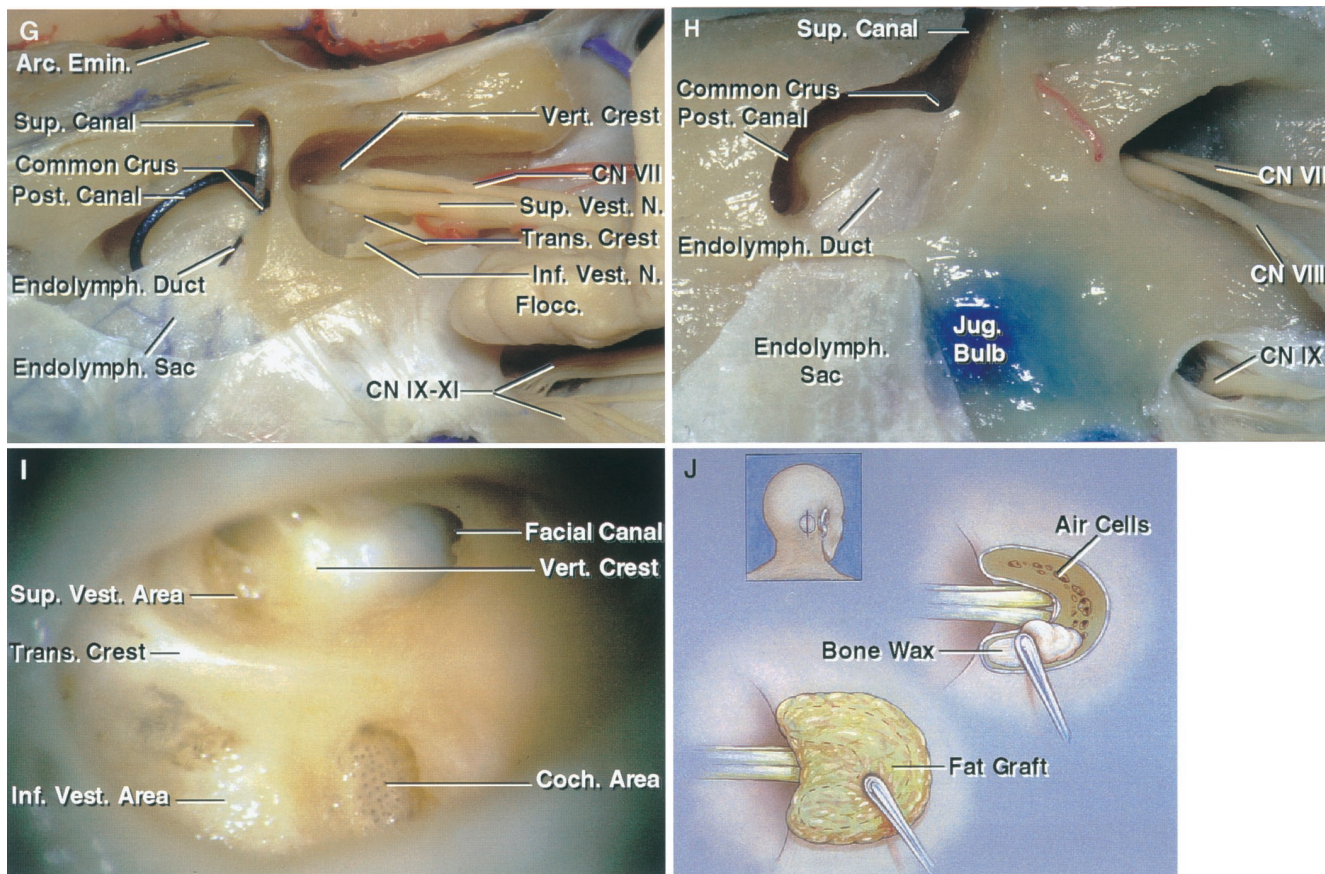 G
Arc. Emin.
Sup. Canal
Common Crus
Post. Canal
Endolymph. Duct
Endolymph. Sac
Vert. Crest
CN VII
Sup. Vest. N.
Trans. Crest
Inf. Vest. N.
Flocc.
CN IX-XI
H
Sup. Canal
Common Crus
Post. Canal
Endolymph. Duct
Endolymph.
Sac
Jug.
Bulb
CN VII
CN VIII
CN IX
I
Facial Canal
Vert. Crest
Sup. Vest. Area
Trans. Crest
Inf. Vest. Area
Coch. Area
J
Air Cells
Bone Wax
Fat Graft